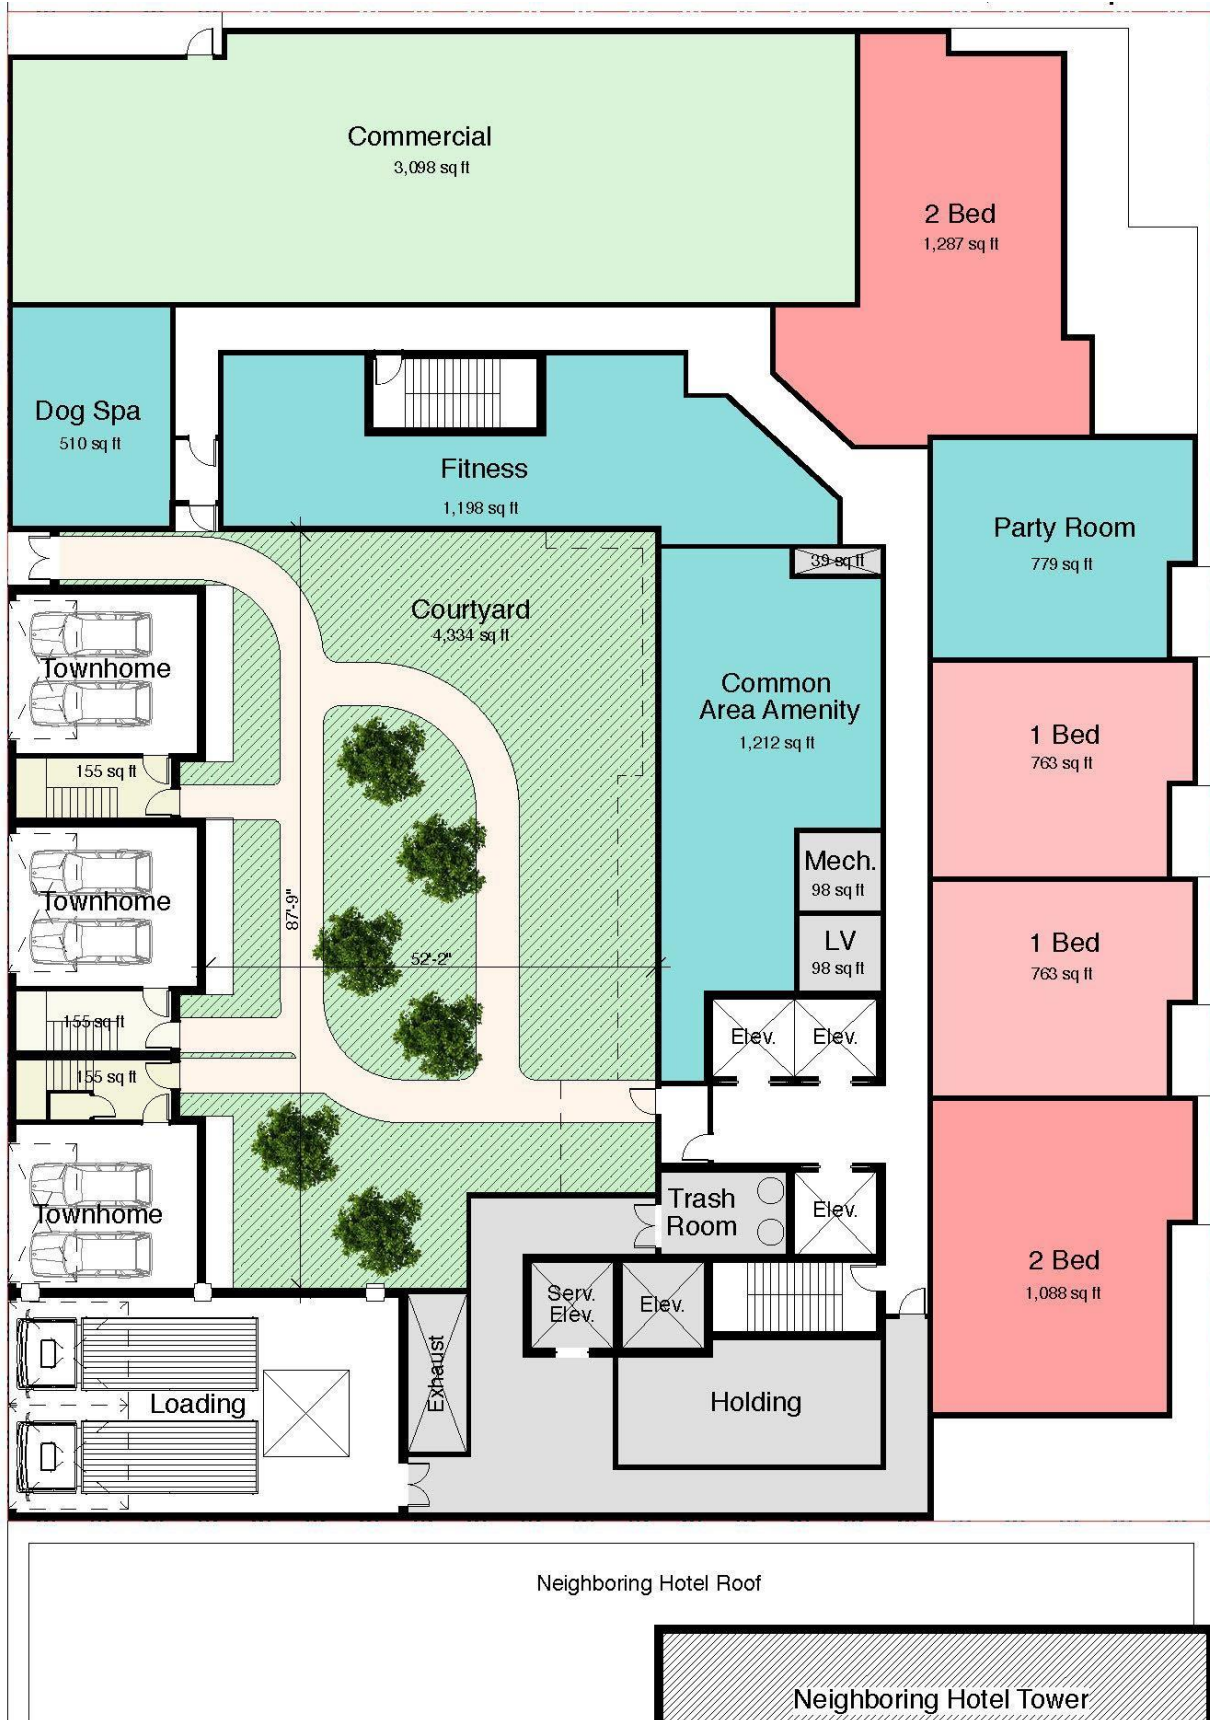 Commercial
3,098 sq ft
2 Bed
1,287 sq ft
Dog Spa
510 sq ft
Fitness
1,198 sq ft
Party Room
779 sq ft
39 sq ft
Courtyard
4,334 sq ft
Townhome
Common
Area Amenity
1,212 sq ft
1 Bed
763 sq ft
155 sq ft
Mech.
98 sq ft
Townhome
87'-9"
LV
98 sq ft
1 Bed
763 sq ft
52'-2"
155 sq ft
Elev.
Elev.
155 sq ft
Townhome
Trash
Room
Elev.
2 Bed
1,088 sq ft
Serv.
Elev.
Elev.
Exhaust
Loading
Holding
Neighboring Hotel Roof
Neighboring Hotel Tower